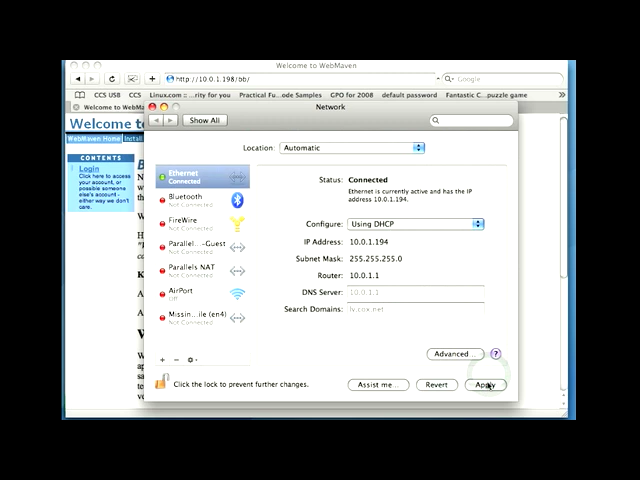 Welcome to WebMaven
http://10.0.1.198/bb/
Google
CCS USB CCS Linux.com ...rity for you Practical Fu...ode Samples GPO for 2008 default password Fantastic C...puzzle game
Welcome to WebMa
Network
Welcome to
Show All
WebMaven Home Install
Location: Automatic
CONTENTS
Login
Click here to access your account, or possible someone else's account - either way we don't care.
Ethernet
Connected
Bluetooth
Not Connected
FireWire
Not Connected
Parallel...-Guest
Not Connected
Parallels NAT
Not Connected
AirPort
Off
Missin...ile (en4)
Not Connected
Status: Connected
Ethernet is currently active and has the IP
address 10.0.1.194.
Configure: Using DHCP
IP Address: 10.0.1.194
Subnet Mask: 255.255.255.0
Router: 10.0.1.1
DNS Server: 10.0.1.1
Search Domains: lv.cox.net
Advanced... ?
Click the lock to prevent further changes.
Assist me... Revert Apply